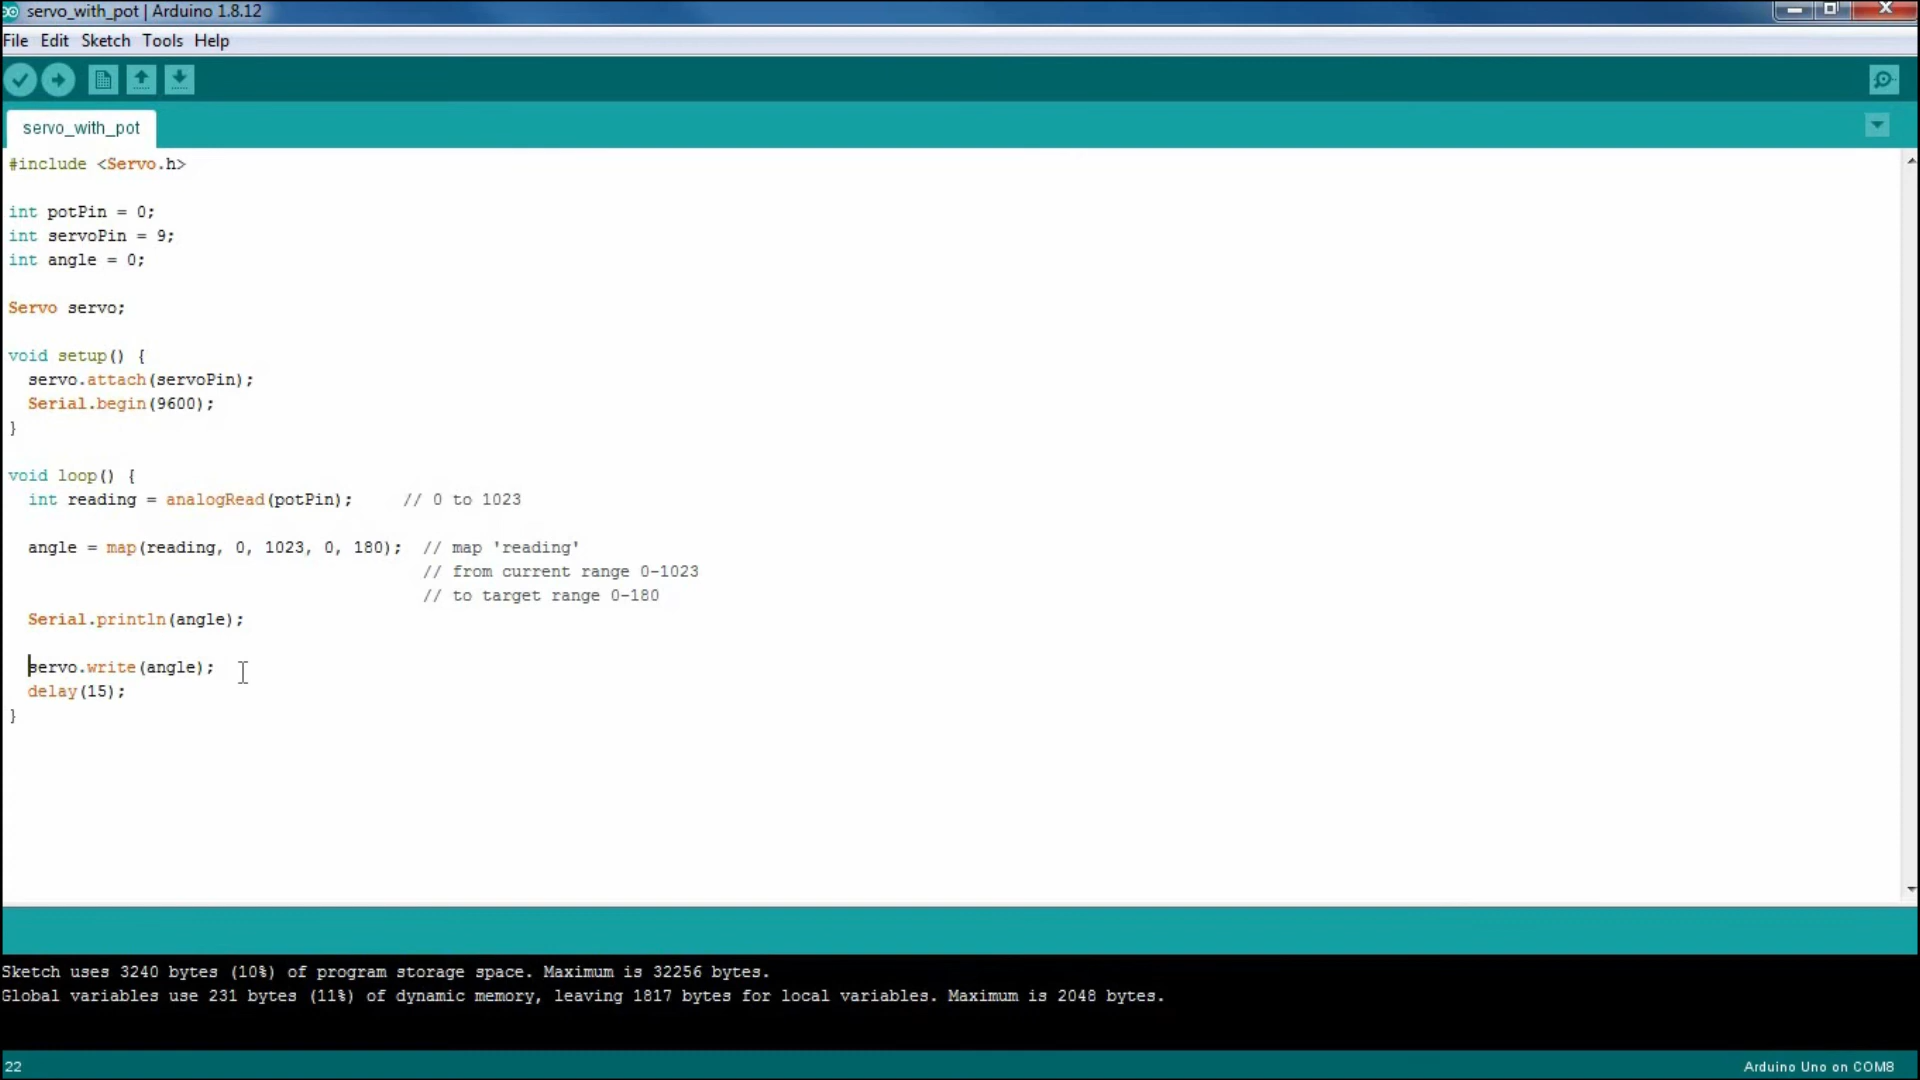 servo_with_pot | Arduino 1.8.12
File Edit Sketch Tools Help
servo_with_pot
#include <Servo.h>
int potPin = 0;
int servoPin = 9;
int angle = 0;
Servo servo;
void setup() {
  servo.attach(servoPin);
  Serial.begin(9600);
}
void loop() {
  int reading = analogRead(potPin);     // 0 to 1023
  angle = map(reading, 0, 1023, 0, 180);  // map 'reading'
                                          // from current range 0-1023
                                          // to target range 0-180
  Serial.println(angle);
  servo.write(angle);
  delay(15);
}
Sketch uses 3240 bytes (10%) of program storage space. Maximum is 32256 bytes.
Global variables use 231 bytes (11%) of dynamic memory, leaving 1817 bytes for local variables. Maximum is 2048 bytes.
22 Arduino Uno on COM8